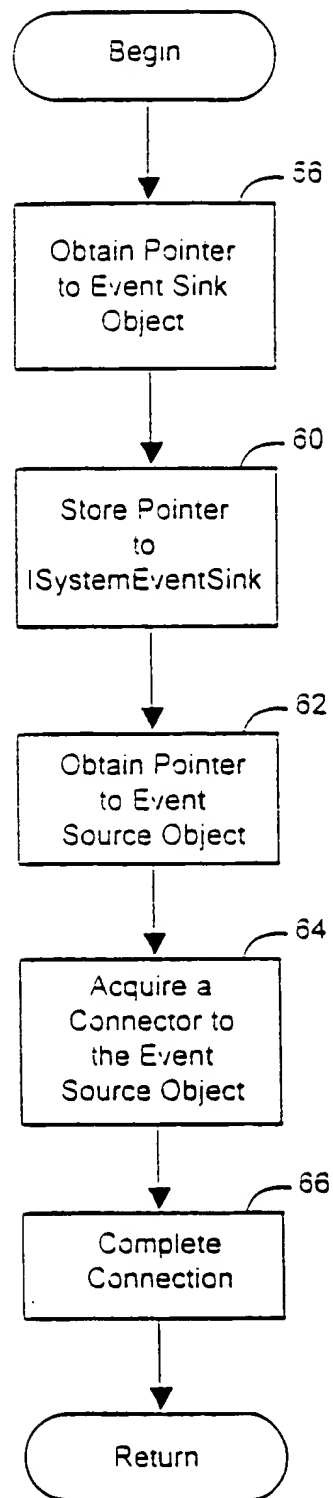 Begin
56
Obtain Pointer
to Event Sink
Object
60
Store Pointer
to
ISystemEventSink
62
Obtain Pointer
to Event
Source Object
64
Acquire a
Connector to
the Event
Source Object
66
Complete
Connection
Return